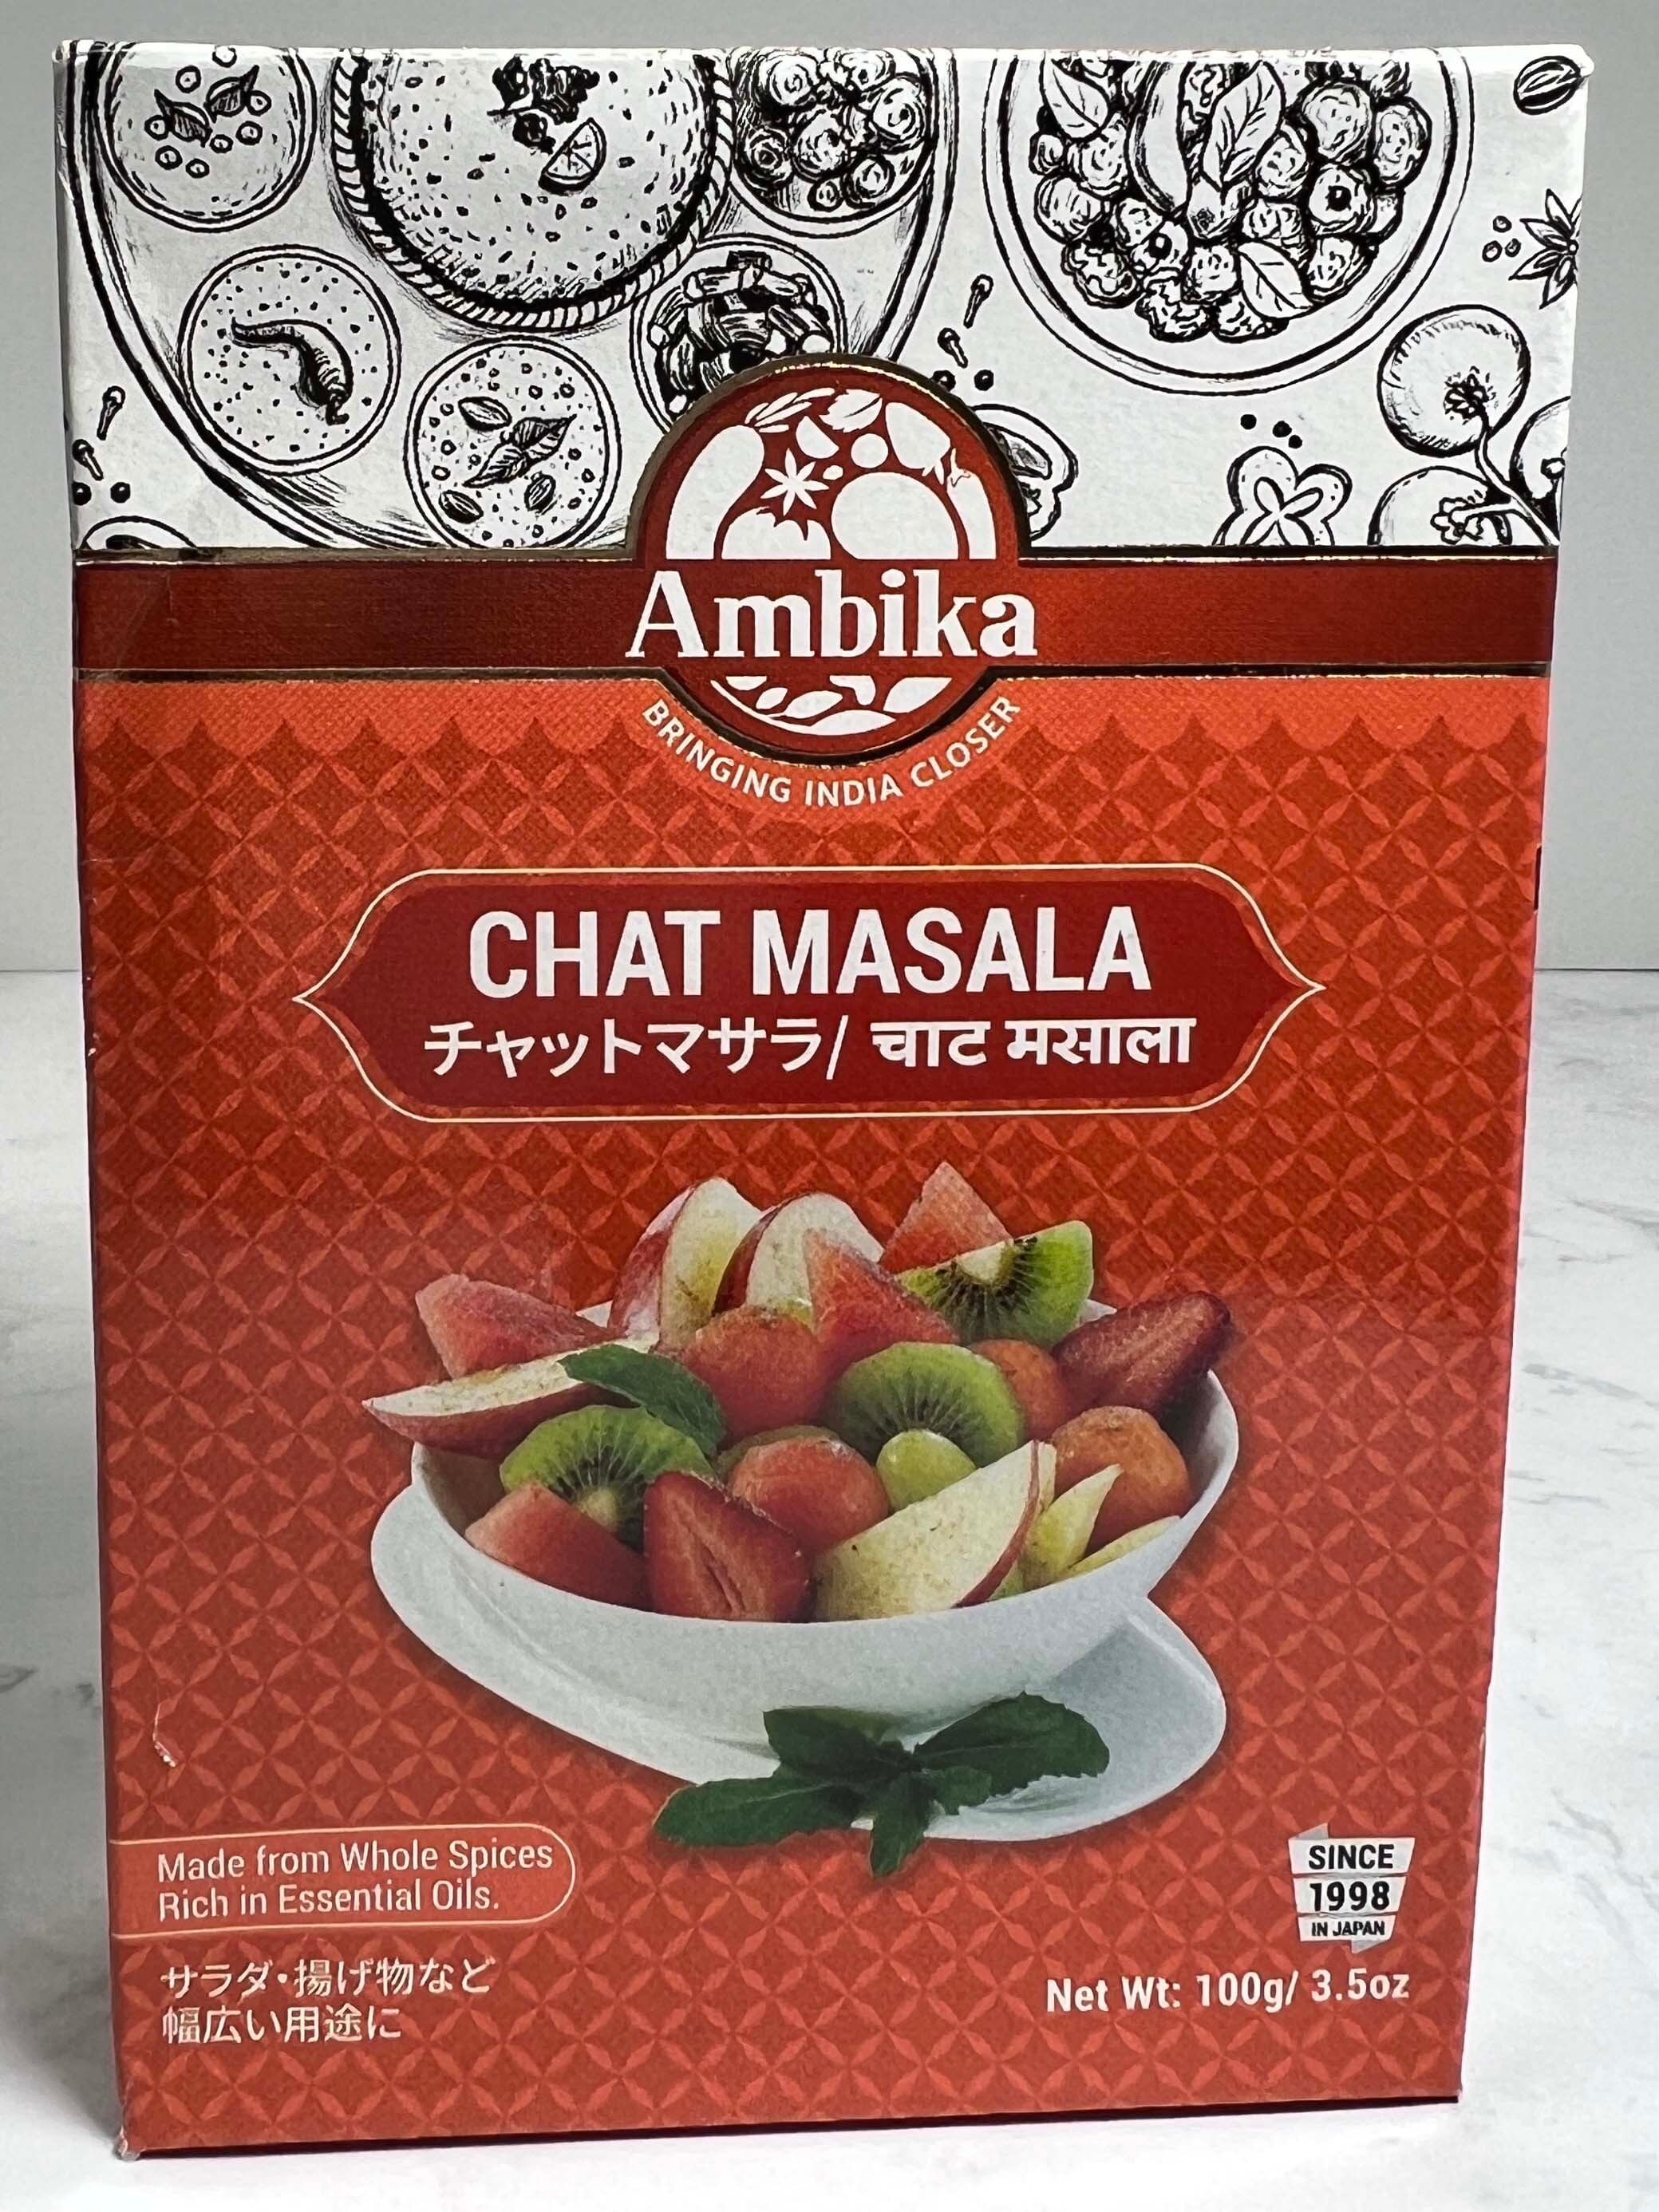 Ambika
BRINGING INDIA CLOSER
CHAT MASALA
チャットマサラ/ चाट मसाला
Made from Whole Spices
Rich in Essential Oils.
サラダ・揚げ物など
幅広い用途に
SINCE
1998
IN JAPAN
Net Wt: 100g/ 3.5oz